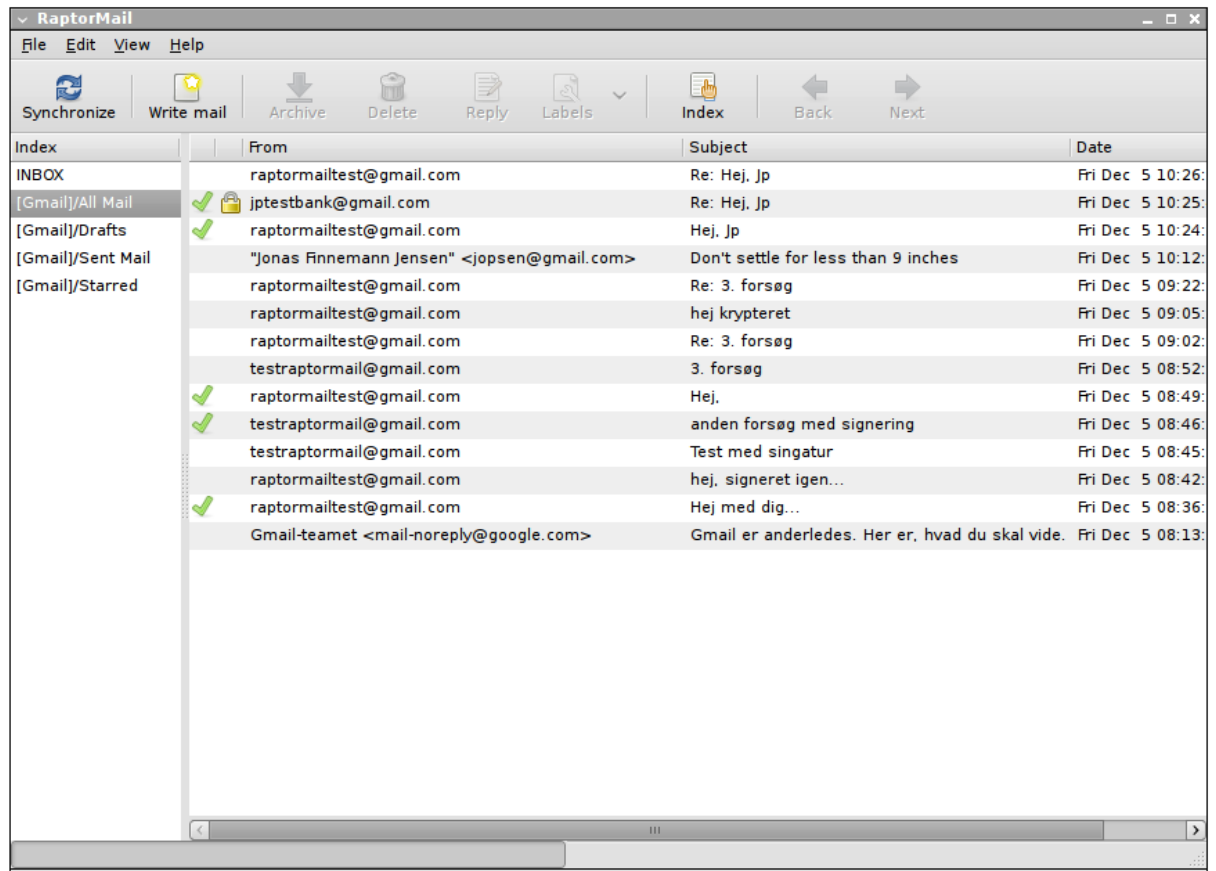 RaptorMail
File Edit View Help
Synchronize Write mail Archive Delete Reply Labels Index Back Next
Index From Subject Date
INBOX raptormailtest@gmail.com Re: Hej, Jp Fri Dec 5 10:26:
[Gmail]/All Mail jptestbank@gmail.com Re: Hej, Jp Fri Dec 5 10:25:
[Gmail]/Drafts raptormailtest@gmail.com Hej, Jp Fri Dec 5 10:24:
[Gmail]/Sent Mail "Jonas Finnemann Jensen" <jopsen@gmail.com> Don't settle for less than 9 inches Fri Dec 5 10:12:
[Gmail]/Starred raptormailtest@gmail.com Re: 3. forsøg Fri Dec 5 09:22:
raptormailtest@gmail.com hej krypteret Fri Dec 5 09:05:
raptormailtest@gmail.com Re: 3. forsøg Fri Dec 5 09:02:
testraptormail@gmail.com 3. forsøg Fri Dec 5 08:52:
raptormailtest@gmail.com Hej, Fri Dec 5 08:49:
testraptormail@gmail.com anden forsøg med signering Fri Dec 5 08:46:
testraptormail@gmail.com Test med singatur Fri Dec 5 08:45:
raptormailtest@gmail.com hej, signeret igen... Fri Dec 5 08:42:
raptormailtest@gmail.com Hej med dig... Fri Dec 5 08:36:
Gmail-teamet <mail-noreply@google.com> Gmail er anderledes. Her er, hvad du skal vide. Fri Dec 5 08:13: